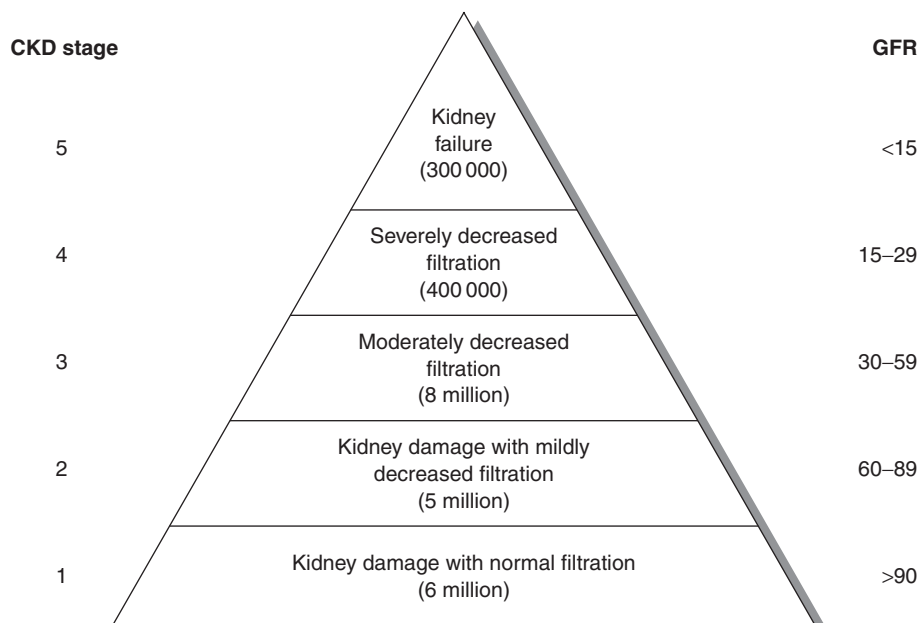 CKD stage
GFR
5
Kidney
failure
(300 000)
<15
4
Severely decreased
filtration
(400 000)
15–29
3
Moderately decreased
filtration
(8 million)
30–59
2
Kidney damage with mildly
decreased filtration
(5 million)
60–89
1
Kidney damage with normal filtration
(6 million)
>90